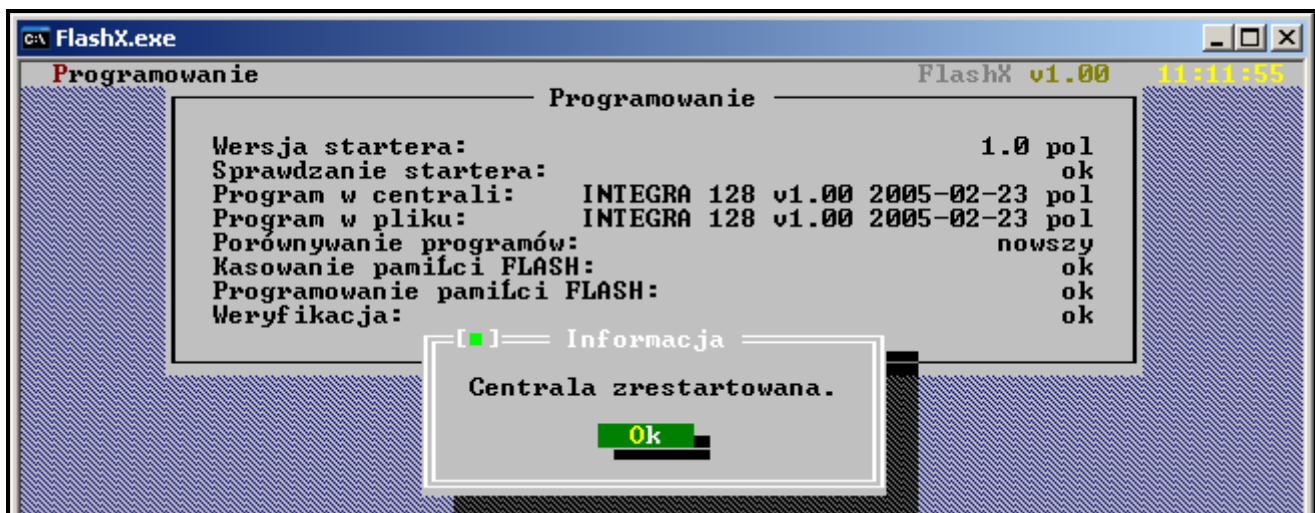 C:\ FlashX.exe
Programowanie FlashX v1.00 11:11:55
Programowanie
Wersja startera: 1.0 pol
Sprawdzanie startera: ok
Program w centrali: INTEGRA 128 v1.00 2005-02-23 pol
Program w pliku: INTEGRA 128 v1.00 2005-02-23 pol
Porównywanie programów: nowszy
Kasowanie pamiĹci FLASH: ok
Programowanie pamiĹci FLASH: ok
Weryfikacja: ok
[■] Informacja
Centrala zrestartowana.
Ok